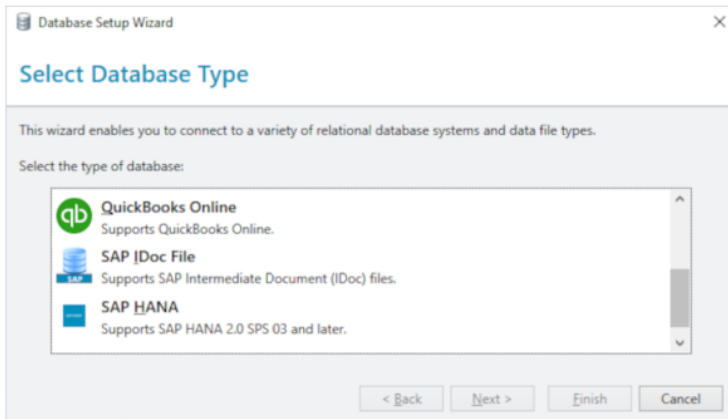 Database Setup Wizard
Select Database Type
This wizard enables you to connect to a variety of relational database systems and data file types.
Select the type of database:
qb
QuickBooks Online
Supports QuickBooks Online.
SAP IDoc File
SAP
Supports SAP Intermediate Document (IDoc) files.
SAP HANA
Supports SAP HANA 2.0 SPS 03 and later.
< Back Next > Finish Cancel